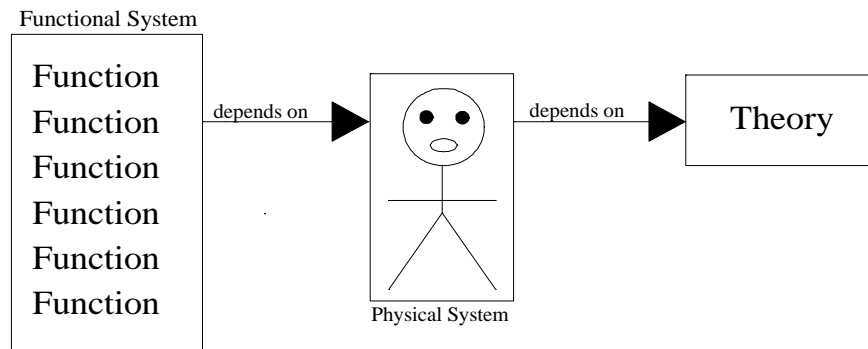 Functional System
Function
Function
Function
Function
Function
Function
depends on
Physical System
depends on
Theory